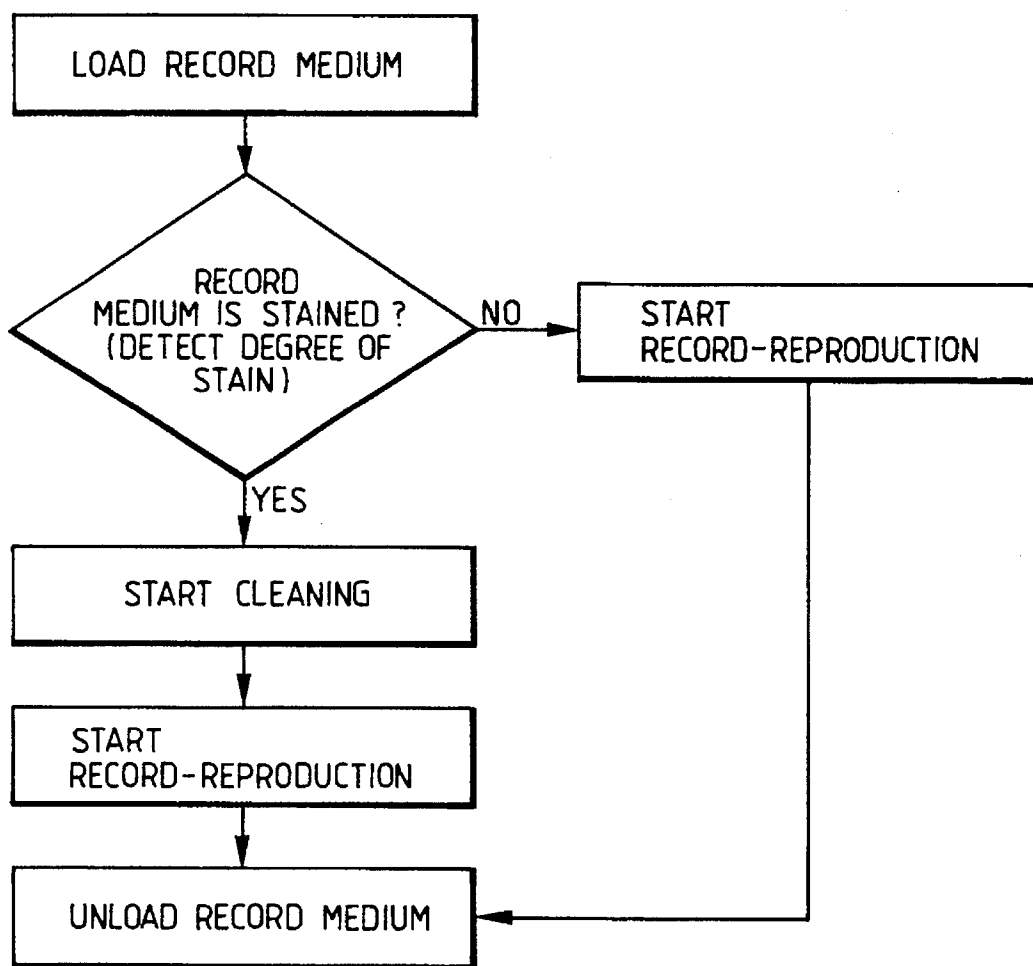 LOAD RECORD MEDIUM
RECORD
MEDIUM IS STAINED ?
(DETECT DEGREE OF
STAIN)
NO
START
RECORD-REPRODUCTION
YES
START CLEANING
START
RECORD-REPRODUCTION
UNLOAD RECORD MEDIUM